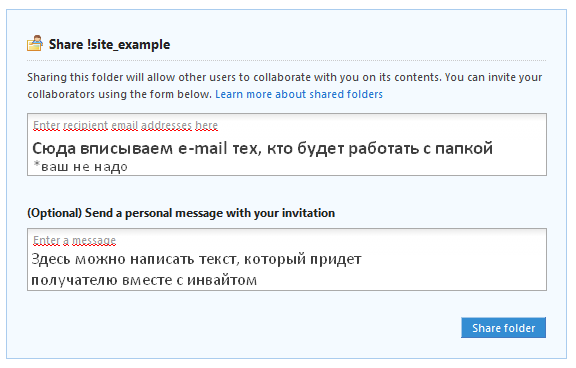 Share !site_example
Sharing this folder will allow other users to collaborate with you on its contents. You can invite your
collaborators using the form below. Learn more about shared folders
Enter recipient email addresses here
Сюда вписываем e-mail тех, кто будет работать с папкой
*ваш не надо
(Optional) Send a personal message with your invitation
Enter a message
Здесь можно написать текст, который придет
получателю вместе с инвайтом
Share folder